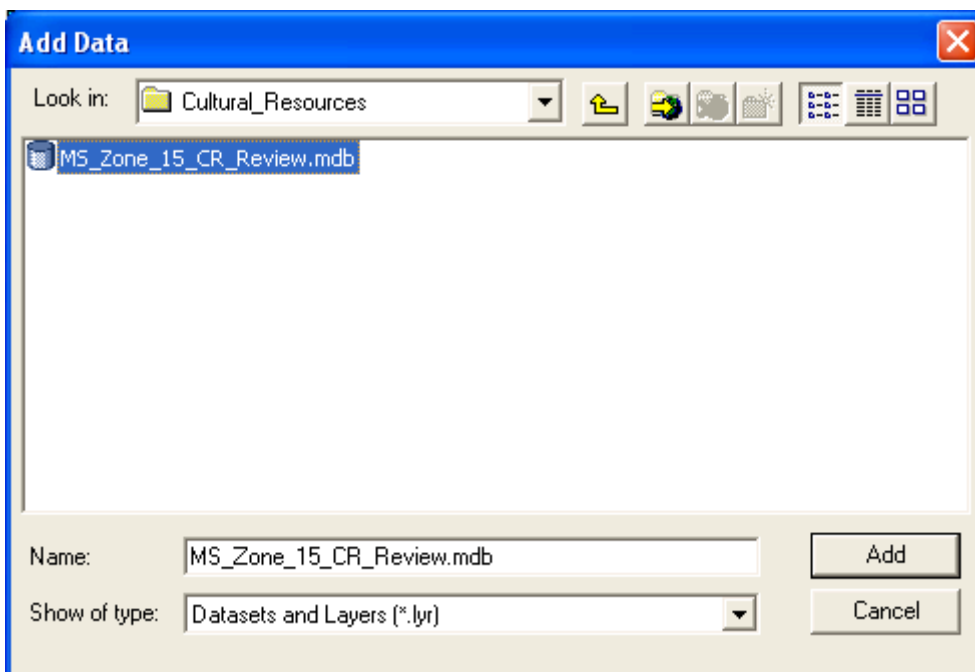 Add Data
Look in: Cultural_Resources
MS_Zone_15_CR_Review.mdb
Name: MS_Zone_15_CR_Review.mdb Add
Show of type: Datasets and Layers (*.lyr) Cancel